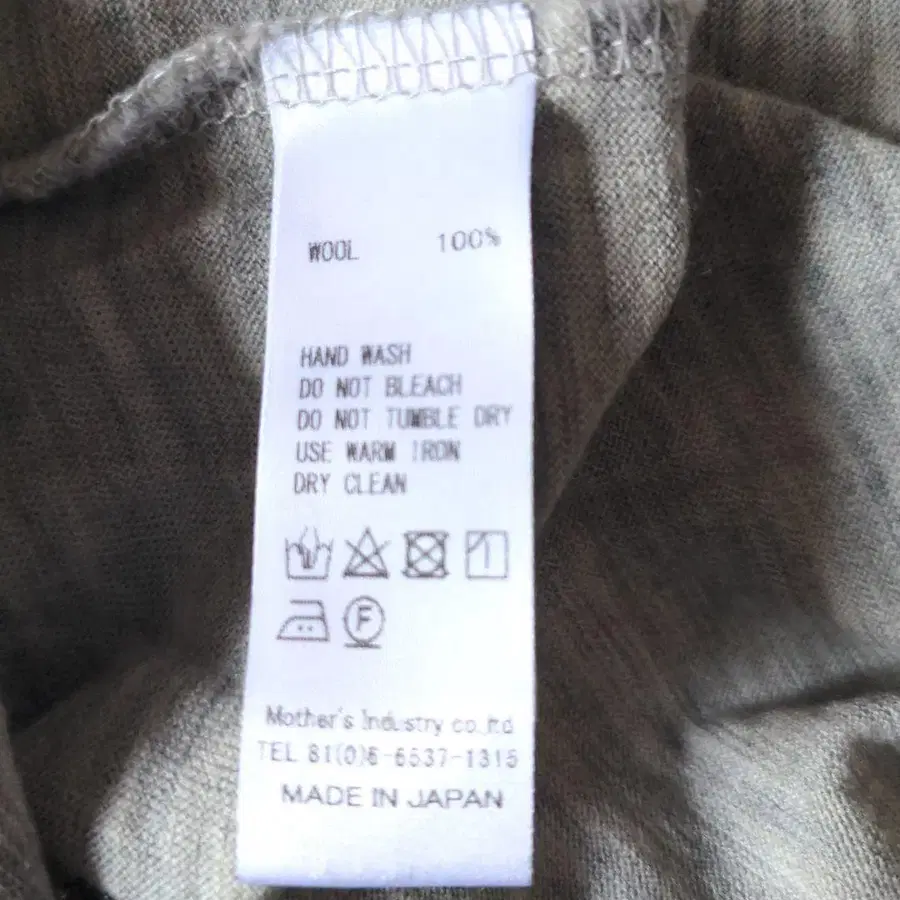 WOOL 100%
HAND WASH
DO NOT BLEACH
DO NOT TUMBLE DRY
USE WARM IRON
DRY CLEAN
F
Mother's Industry co.,ltd
TEL 81(0)6-6537-1315
MADE IN JAPAN